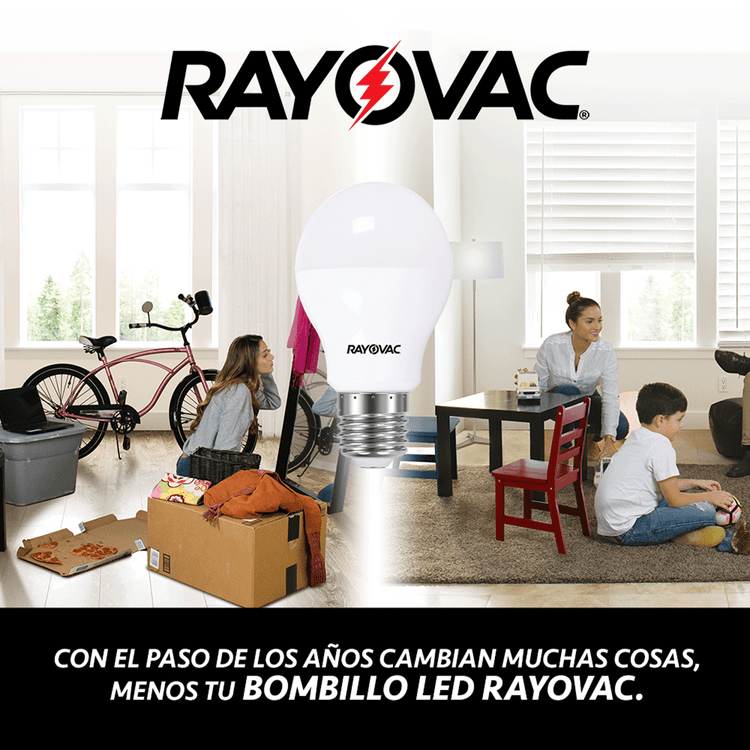 RAYOVAC®
RAYOVAC
CON EL PASO DE LOS AÑOS CAMBIAN MUCHAS COSAS,
MENOS TU BOMBILLO LED RAYOVAC.